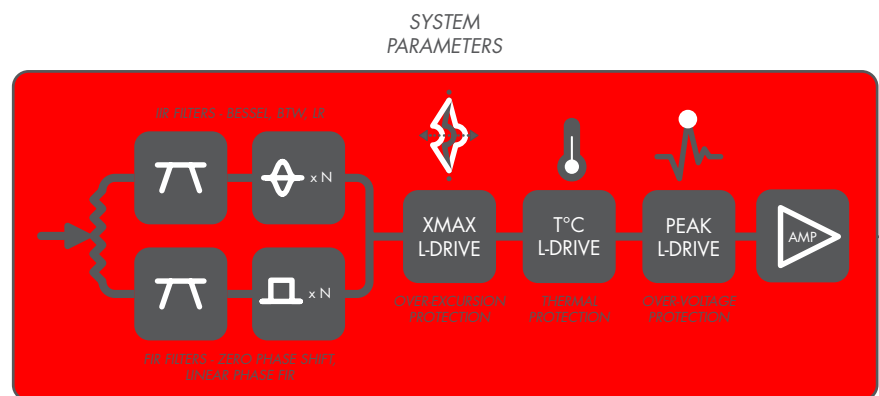 SYSTEM
PARAMETERS
IIR FILTERS - BESSEL, BTW, LR
x N
XMAX
L-DRIVE
T°C
L-DRIVE
PEAK
L-DRIVE
AMP
x N
OVER-EXCURSION
PROTECTION
THERMAL
PROTECTION
OVER-VOLTAGE
PROTECTION
FIR FILTERS - ZERO PHASE SHIFT,
LINEAR PHASE FIR